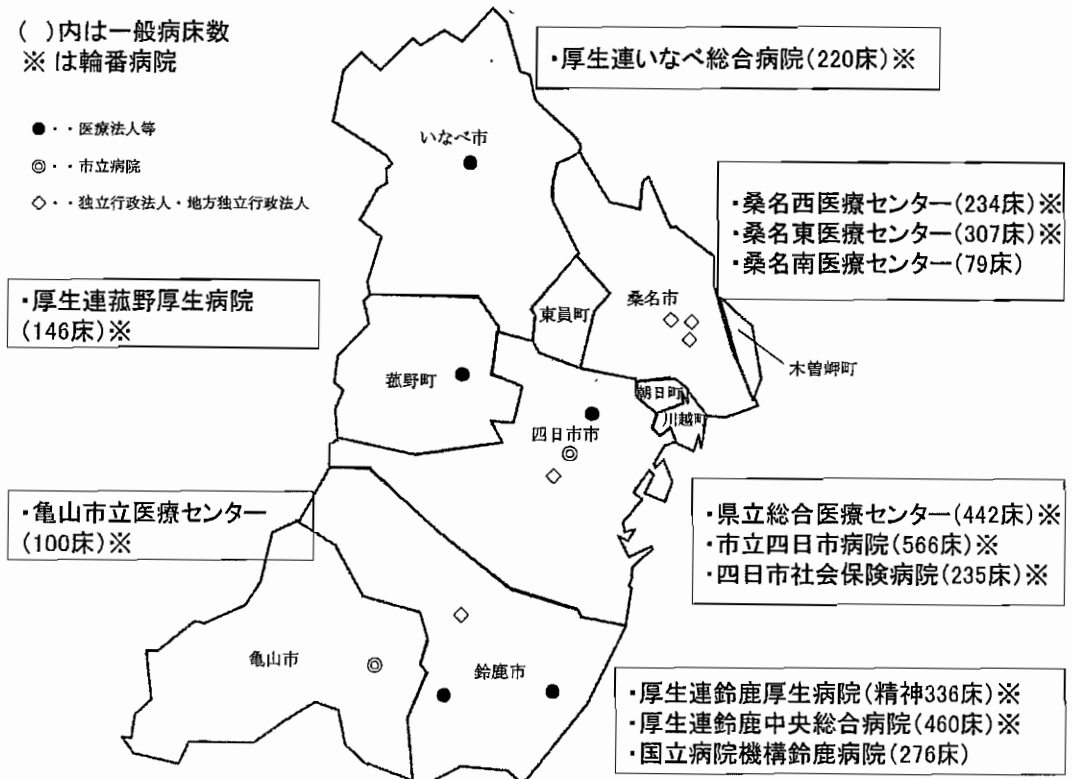 ( )内は一般病床数
※ は輪番病院
●・・医療法人等
◎・・市立病院
◇・・独立行政法人・地方独立行政法人
・厚生連いなべ総合病院(220床)※
いなべ市
・桑名西医療センター(234床)※
・桑名東医療センター(307床)※
・桑名南医療センター(79床)
・厚生連菰野厚生病院
(146床)※
桑名市
東員町
木曽岬町
菰野町
朝日町
川越町
四日市市
・亀山市立医療センター
(100床)※
・県立総合医療センター(442床)※
・市立四日市病院(566床)※
・四日市社会保険病院(235床)※
亀山市
鈴鹿市
・厚生連鈴鹿厚生病院(精神336床)※
・厚生連鈴鹿中央総合病院(460床)※
・国立病院機構鈴鹿病院(276床)